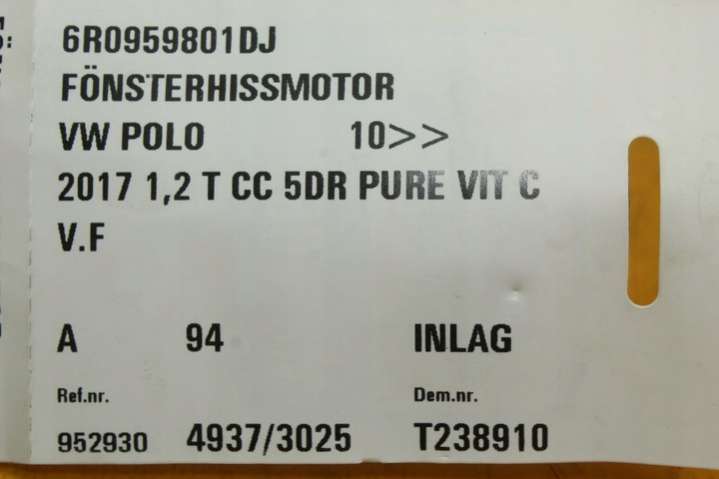 6R0959801DJ
FÖNSTERHISSMOTOR
VW POLO 10>>
2017 1,2 T CC 5DR PURE VIT C
V.F
A 94 INLAG
Ref.nr. Dem.nr.
952930 4937/3025 T238910